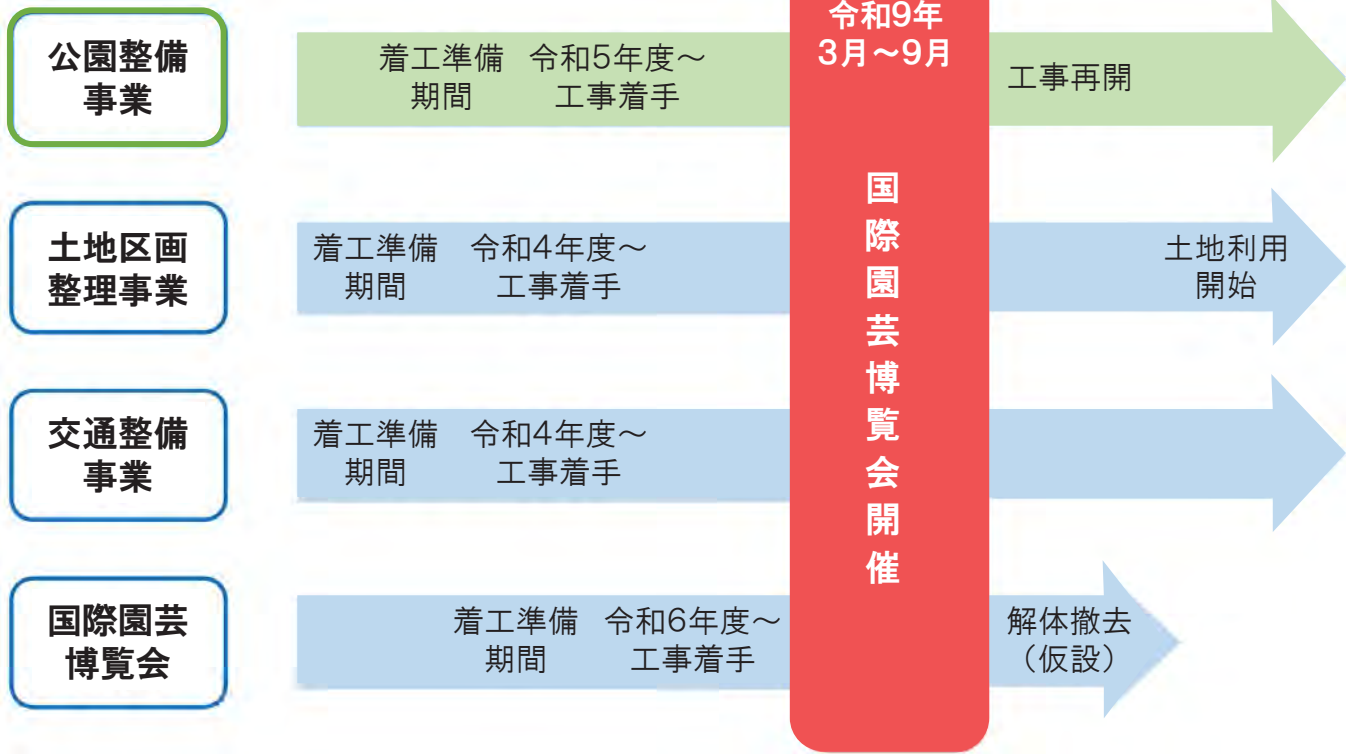 公園整備
事業
着工準備
期間
令和5年度～
工事着手
令和9年
3月～9月
工事再開
土地区画
整理事業
着工準備
期間
令和4年度～
工事着手
国際園芸博覧会開催
土地利用
開始
交通整備
事業
着工準備
期間
令和4年度～
工事着手
国際園芸
博覧会
着工準備
期間
令和6年度～
工事着手
解体撤去
（仮設）